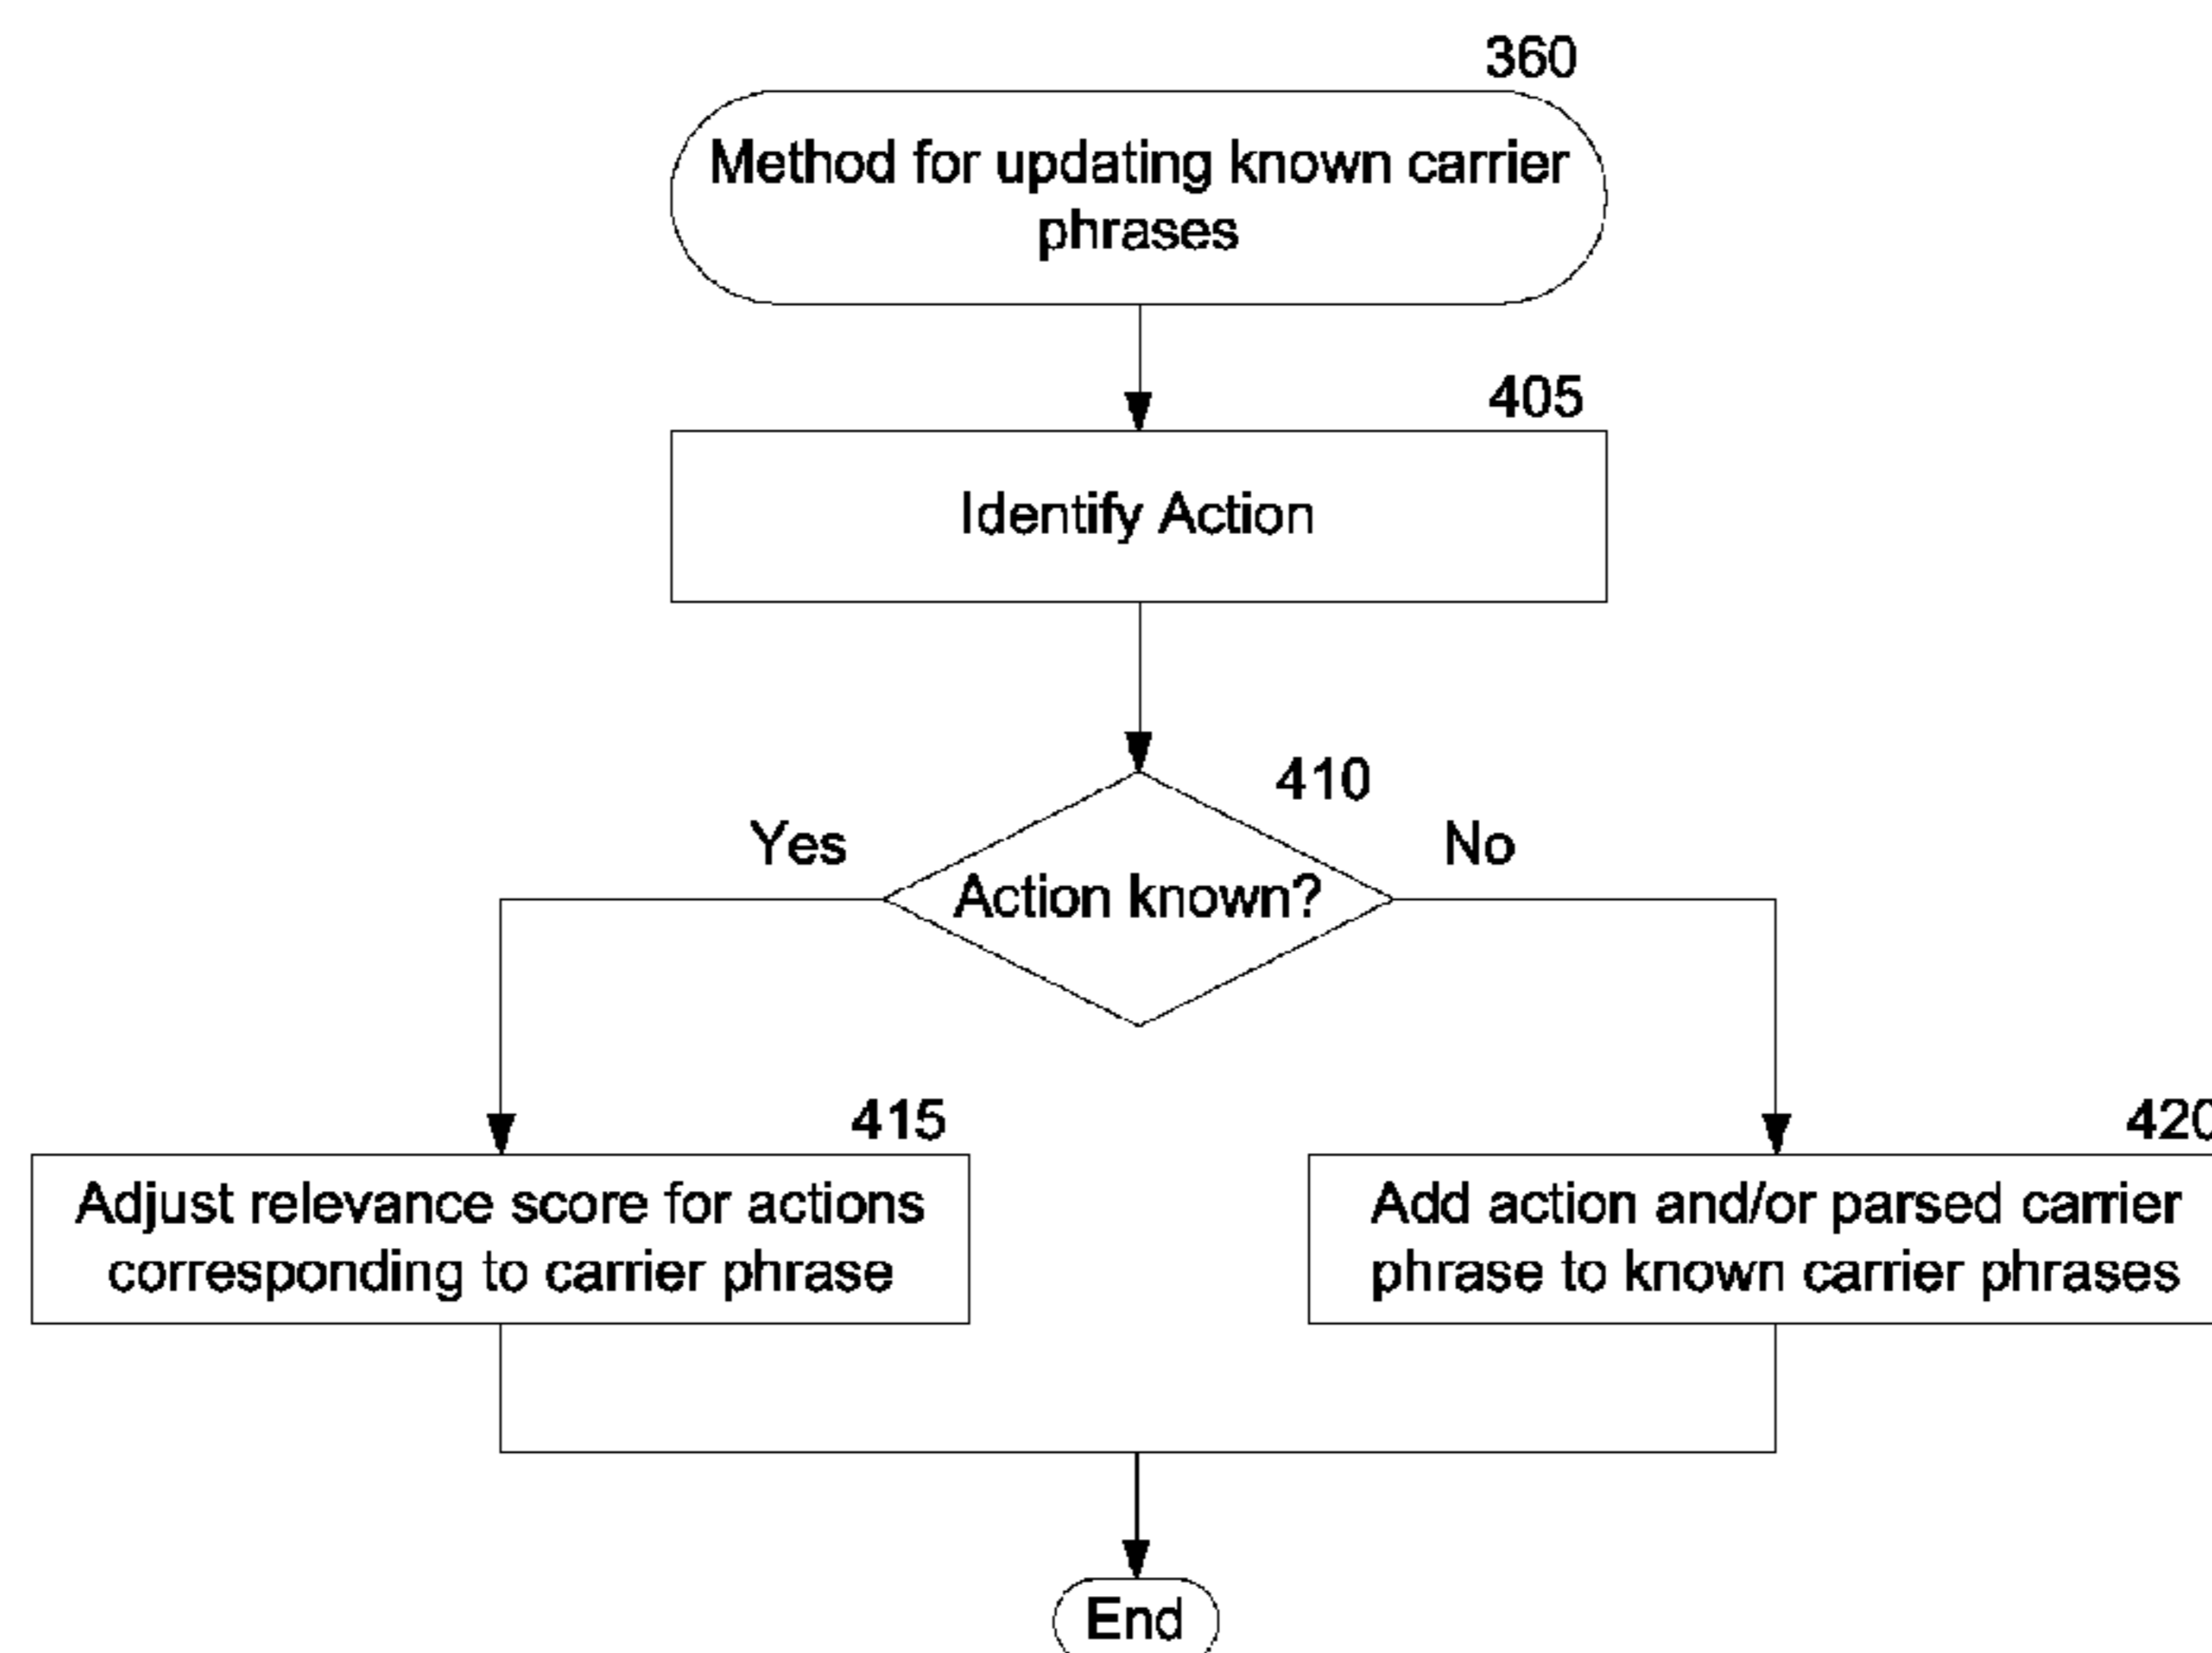 360
Method for updating known carrier
phrases
405
Identify Action
410
Yes
No
Action known?
415
420
Adjust relevance score for actions
corresponding to carrier phrase
Add action and/or parsed carrier
phrase to known carrier phrases
End